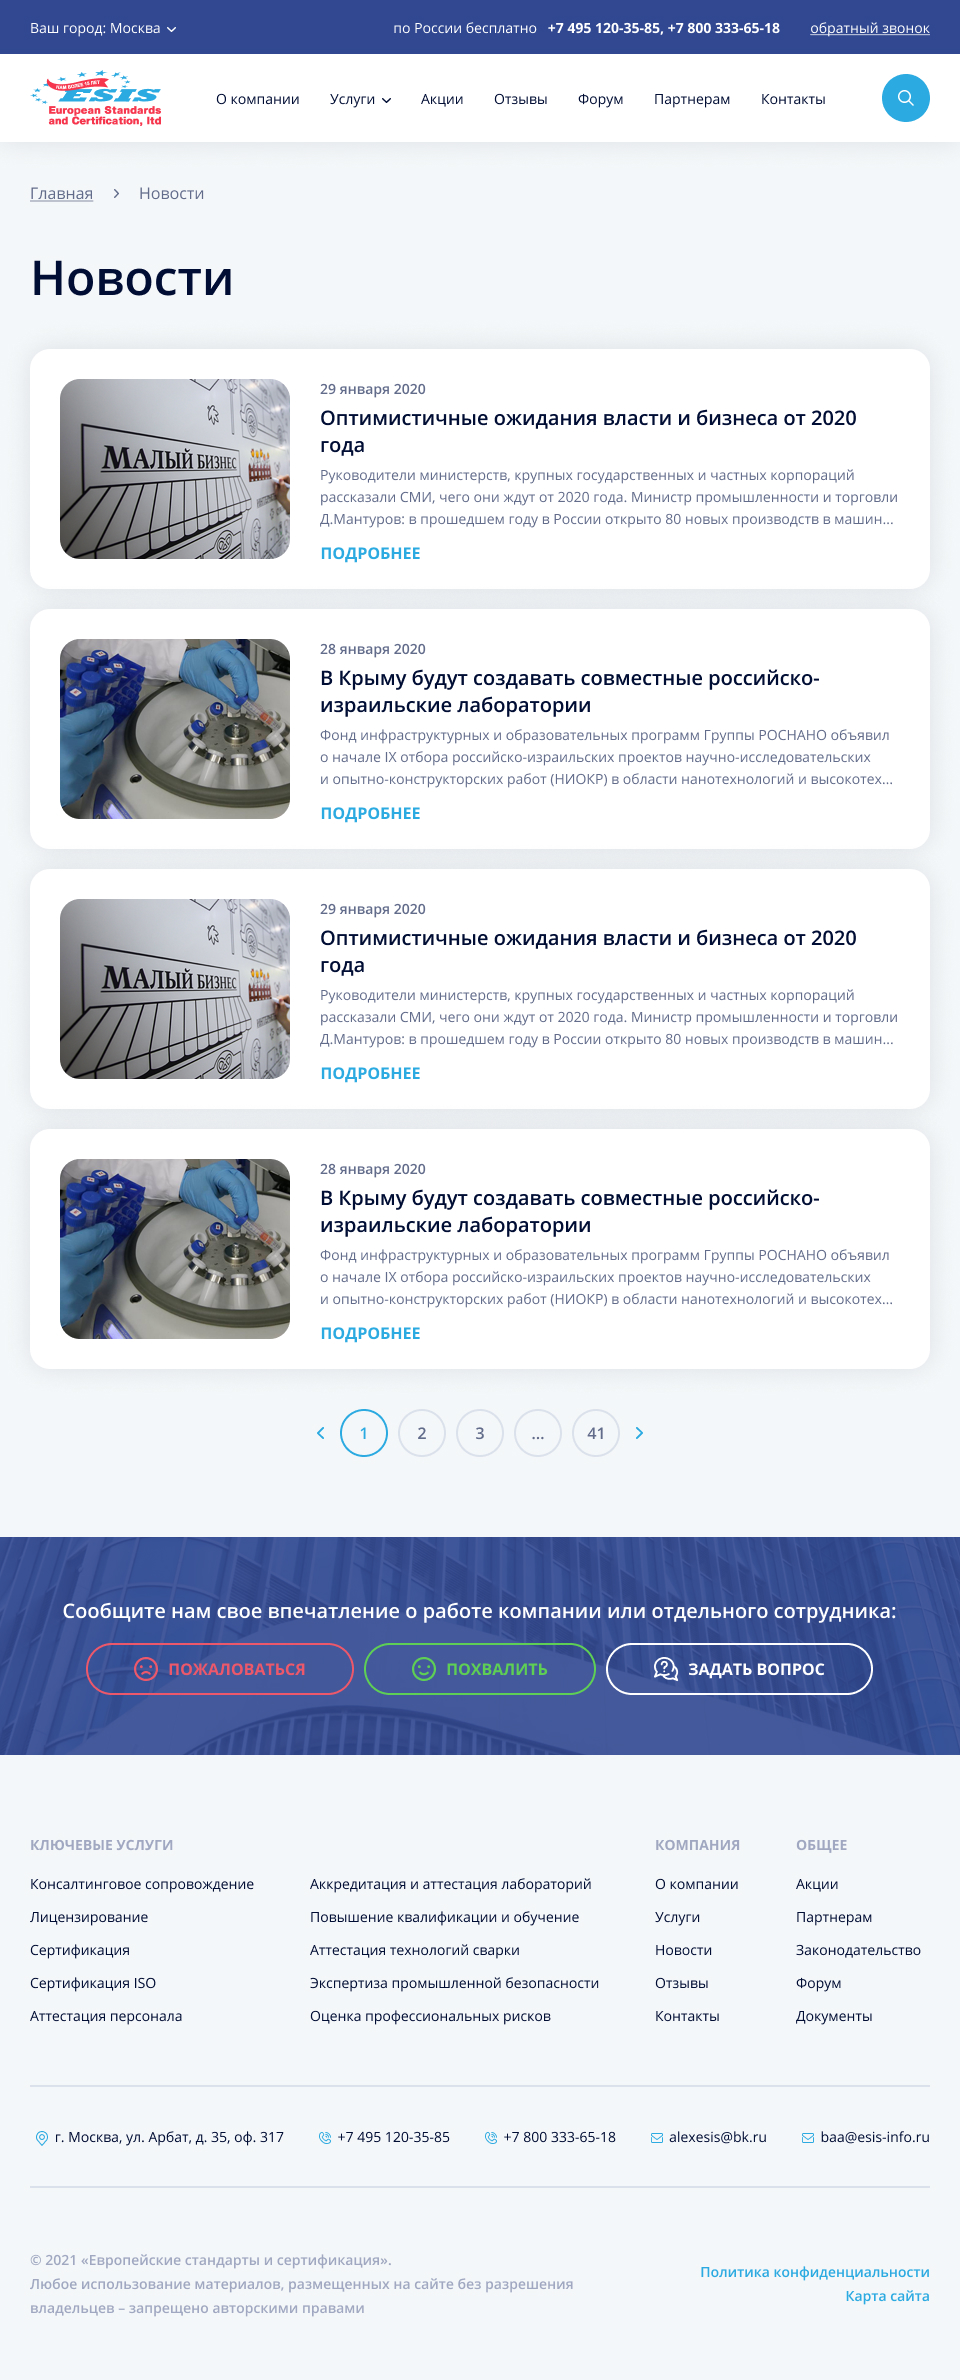 Ваш город: Москва
по России бесплатно +7 495 120-35-85, +7 800 333-65-18 обратный звонок
ESIS
European Standards
and Certification, ltd
О компании Услуги Акции Отзывы Форум Партнерам Контакты
Главная Новости
Новости
МАЛЫЙ БИЗНЕС
29 января 2020
Оптимистичные ожидания власти и бизнеса от 2020
года
Руководители министерств, крупных государственных и частных корпораций
рассказали СМИ, чего они ждут от 2020 года. Министр промышленности и торговли
Д.Мантуров: в прошедшем году в России открыто 80 новых производств в машин...
ПОДРОБНЕЕ
28 января 2020
В Крыму будут создавать совместные российско-
израильские лаборатории
Фонд инфраструктурных и образовательных программ Группы РОСНАНО объявил
о начале IX отбора российско-израильских проектов научно-исследовательских
и опытно-конструкторских работ (НИОКР) в области нанотехнологий и высокотех...
ПОДРОБНЕЕ
МАЛЫЙ БИЗНЕС
29 января 2020
Оптимистичные ожидания власти и бизнеса от 2020
года
Руководители министерств, крупных государственных и частных корпораций
рассказали СМИ, чего они ждут от 2020 года. Министр промышленности и торговли
Д.Мантуров: в прошедшем году в России открыто 80 новых производств в машин...
ПОДРОБНЕЕ
28 января 2020
В Крыму будут создавать совместные российско-
израильские лаборатории
Фонд инфраструктурных и образовательных программ Группы РОСНАНО объявил
о начале IX отбора российско-израильских проектов научно-исследовательских
и опытно-конструкторских работ (НИОКР) в области нанотехнологий и высокотех...
ПОДРОБНЕЕ
1 2 3 ... 41
Сообщите нам свое впечатление о работе компании или отдельного сотрудника:
ПОЖАЛОВАТЬСЯ ПОХВАЛИТЬ ЗАДАТЬ ВОПРОС
КЛЮЧЕВЫЕ УСЛУГИ КОМПАНИЯ ОБЩЕЕ
Консалтинговое сопровождение Аккредитация и аттестация лабораторий О компании Акции
Лицензирование Повышение квалификации и обучение Услуги Партнерам
Сертификация Аттестация технологий сварки Новости Законодательство
Сертификация ISO Экспертиза промышленной безопасности Отзывы Форум
Аттестация персонала Оценка профессиональных рисков Контакты Документы
г. Москва, ул. Арбат, д. 35, оф. 317 +7 495 120-35-85 +7 800 333-65-18 alexesis@bk.ru baa@esis-info.ru
© 2021 «Европейские стандарты и сертификация».
Любое использование материалов, размещенных на сайте без разрешения
владельцев – запрещено авторскими правами
Политика конфиденциальности
Карта сайта